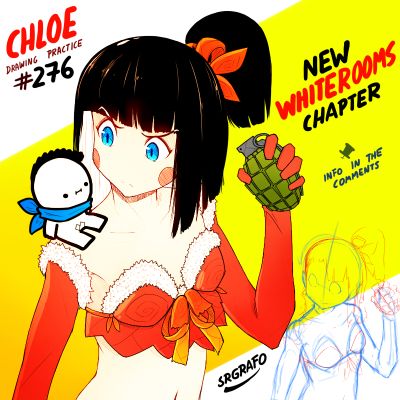 CHLOE
DRAWING PRACTICE
#276
NEW
WHITEROOMS
CHAPTER
INFO IN THE
COMMENTS
SRGRAFO